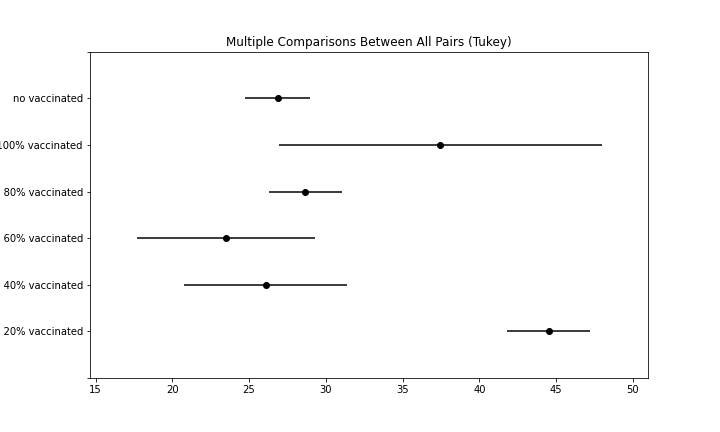 Multiple Comparisons Between All Pairs (Tukey)
no vaccinated
100% vaccinated
80% vaccinated
60% vaccinated
40% vaccinated
20% vaccinated
15 20 25 30 35 40 45 50